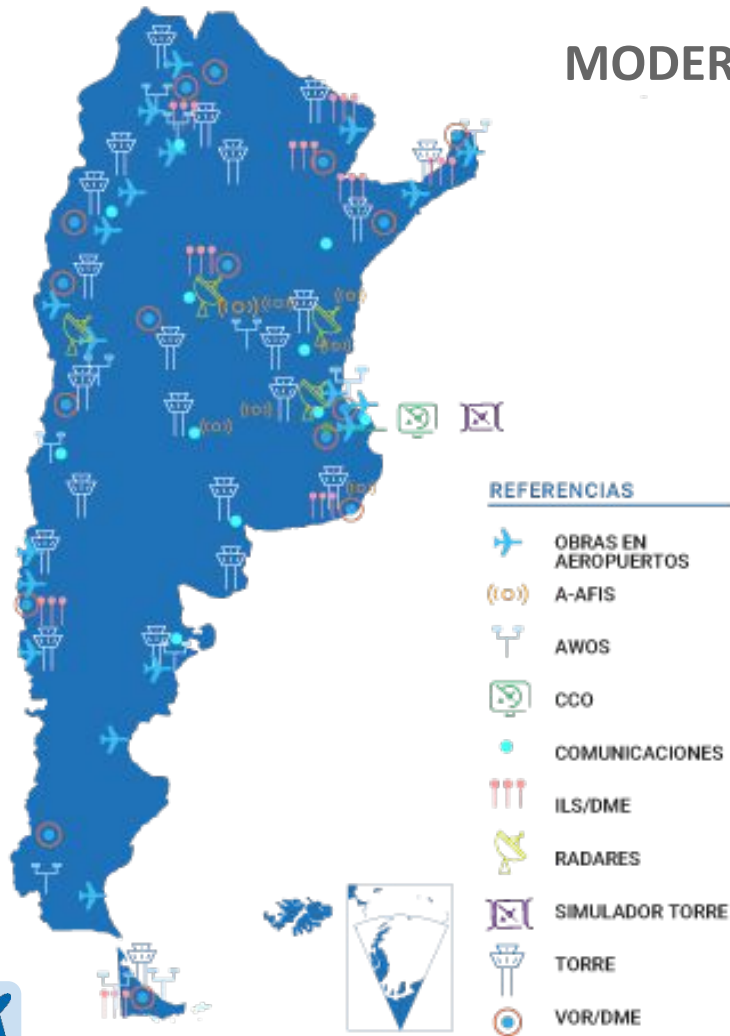 MODER
REFERENCIAS
OBRAS EN
AEROPUERTOS
A-AFIS
AWOS
CCO
COMUNICACIONES
ILS/DME
RADARES
SIMULADOR TORRE
TORRE
VOR/DME